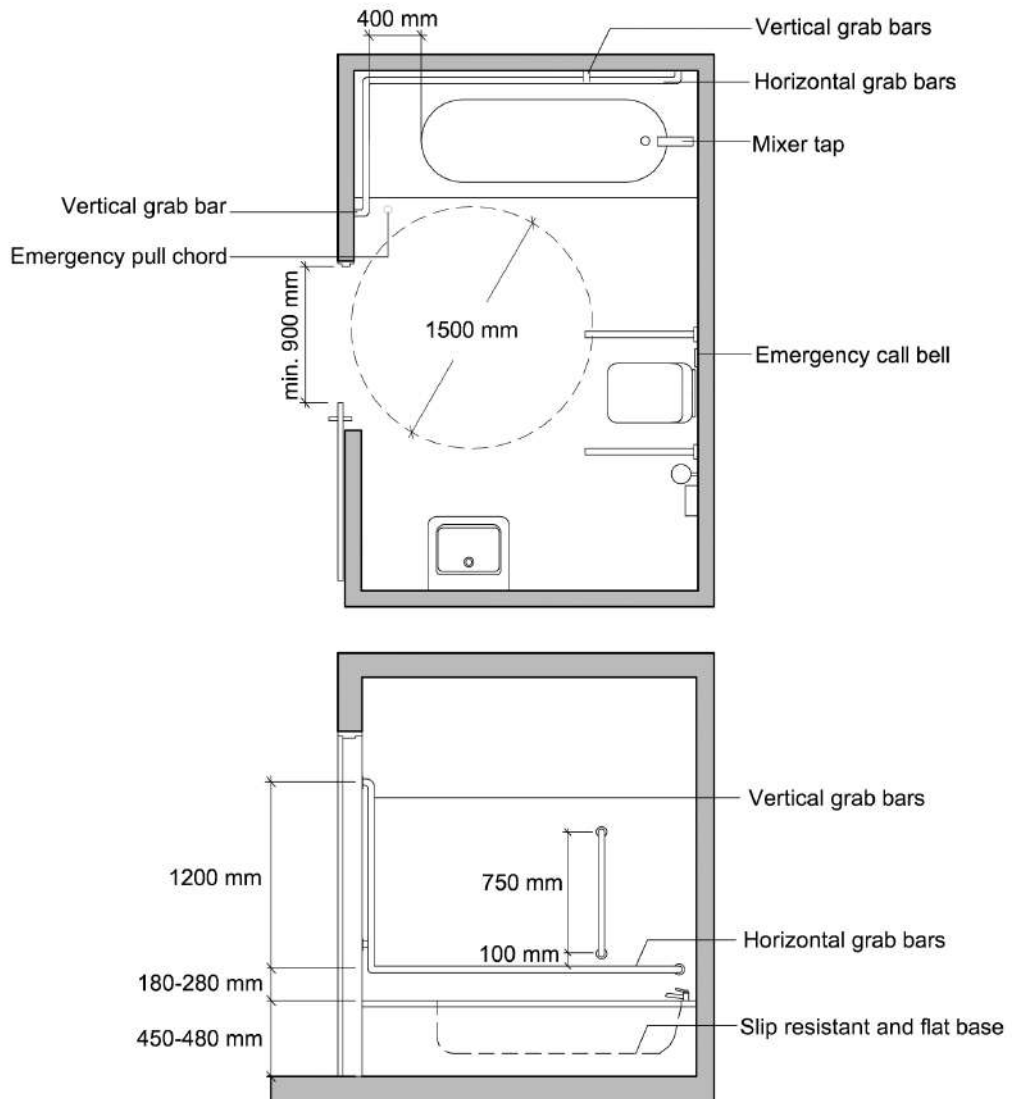 400 mm
Vertical grab bars
Horizontal grab bars
Mixer tap
Vertical grab bar
Emergency pull chord
min. 900 mm
1500 mm
Emergency call bell
Vertical grab bars
1200 mm
750 mm
100 mm
Horizontal grab bars
180-280 mm
450-480 mm
Slip resistant and flat base